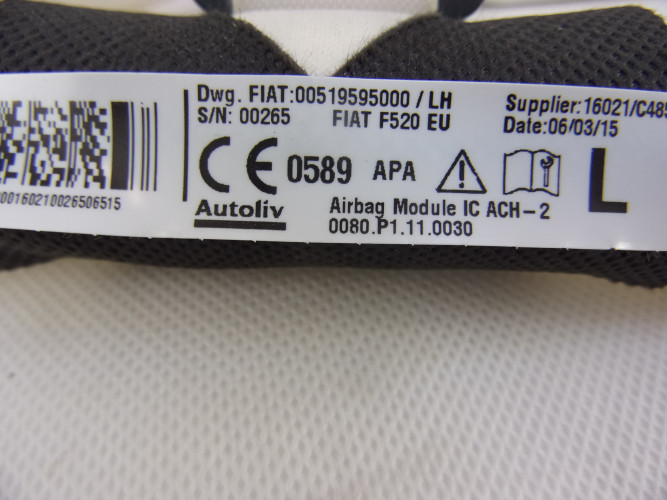 Dwg. FIAT:00519595000 / LH
S/N: 00265 FIAT F520 EU
Supplier:16021/C485
Date:06/03/15
CE 0589 APA
L
Autoliv
Airbag Module IC ACH-2
0080.P1.11.0030
00160210026506515